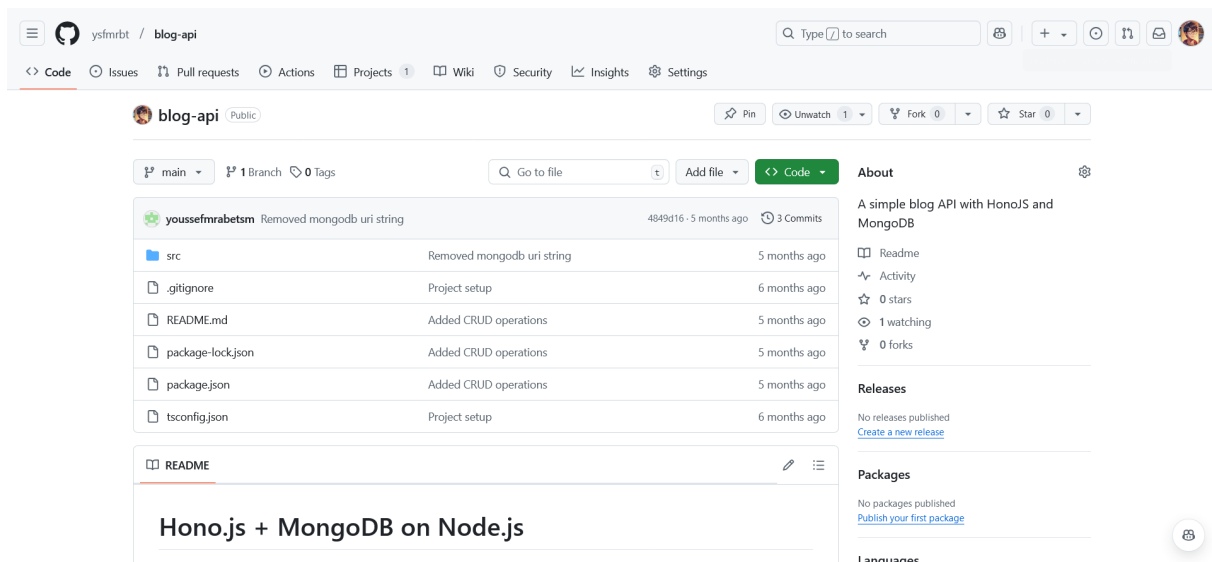 ysfmrbt / blog-api
Type / to search
Code
Issues
Pull requests
Actions
Projects 1
Wiki
Security
Insights
Settings
blog-api Public
Pin
Unwatch 1
Fork 0
Star 0
main
1 Branch
0 Tags
Go to file t
Add file
Code
youssefmrabetsm Removed mongodb uri string 4849d16 · 5 months ago 3 Commits
src Removed mongodb uri string 5 months ago
.gitignore Project setup 6 months ago
README.md Added CRUD operations 5 months ago
package-lock.json Added CRUD operations 5 months ago
package.json Added CRUD operations 5 months ago
tsconfig.json Project setup 6 months ago
README
Hono.js + MongoDB on Node.js
About
A simple blog API with HonoJS and
MongoDB
Readme
Activity
0 stars
1 watching
0 forks
Releases
No releases published
Create a new release
Packages
No packages published
Publish your first package
Languages